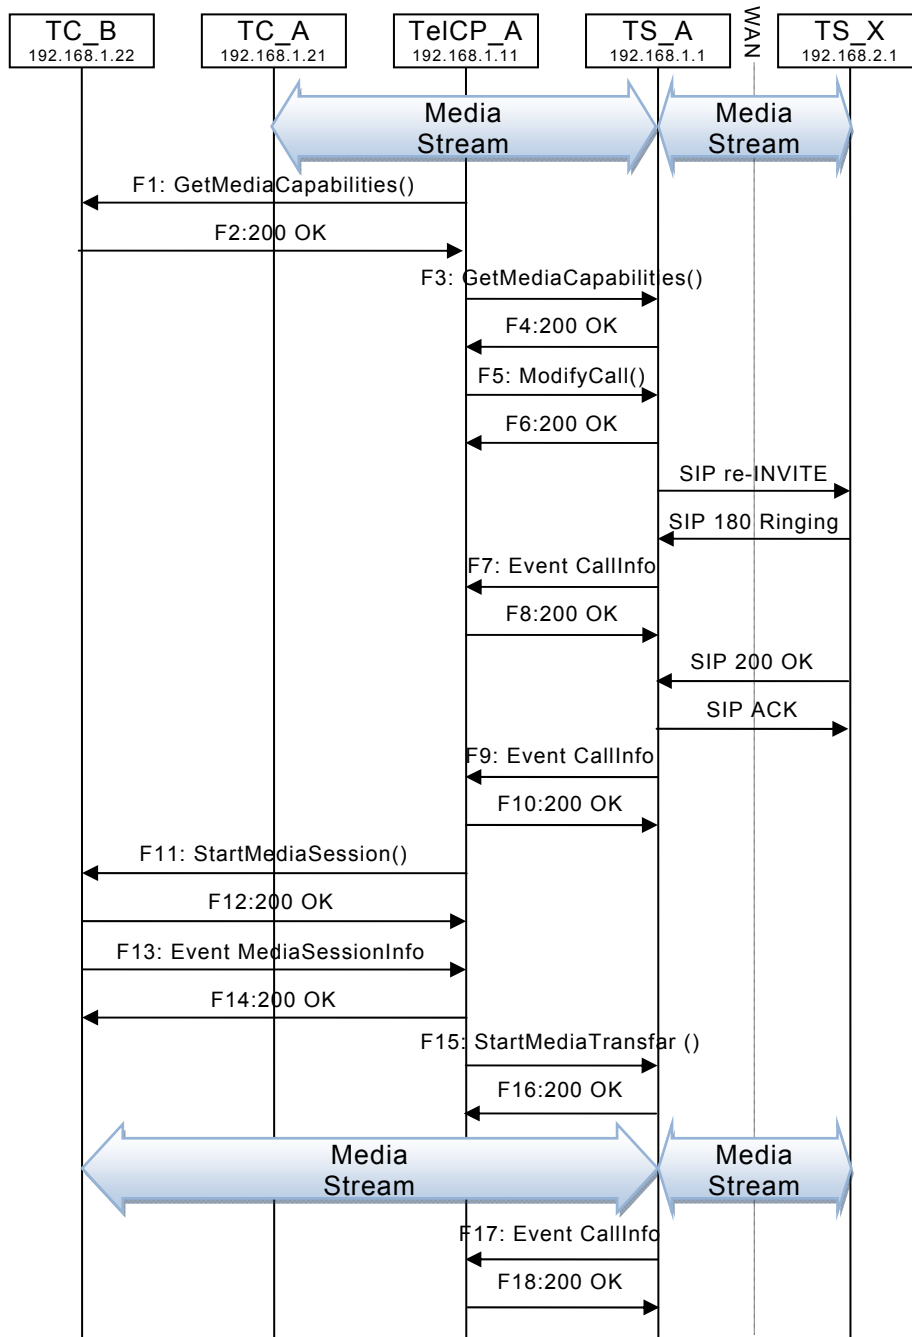 TC_B
192.168.1.22
TC_A
192.168.1.21
TelCP_A
192.168.1.11
TS_A
192.168.1.1
WAN
TS_X
192.168.2.1
Media
Stream
Media
Stream
F1: GetMediaCapabilities()
F2:200 OK
F3: GetMediaCapabilities()
F4:200 OK
F5: ModifyCall()
F6:200 OK
SIP re-INVITE
SIP 180 Ringing
F7: Event CallInfo
F8:200 OK
SIP 200 OK
SIP ACK
F9: Event CallInfo
F10:200 OK
F11: StartMediaSession()
F12:200 OK
F13: Event MediaSessionInfo
F14:200 OK
F15: StartMediaTransfar ()
F16:200 OK
Media
Stream
Media
Stream
F17: Event CallInfo
F18:200 OK